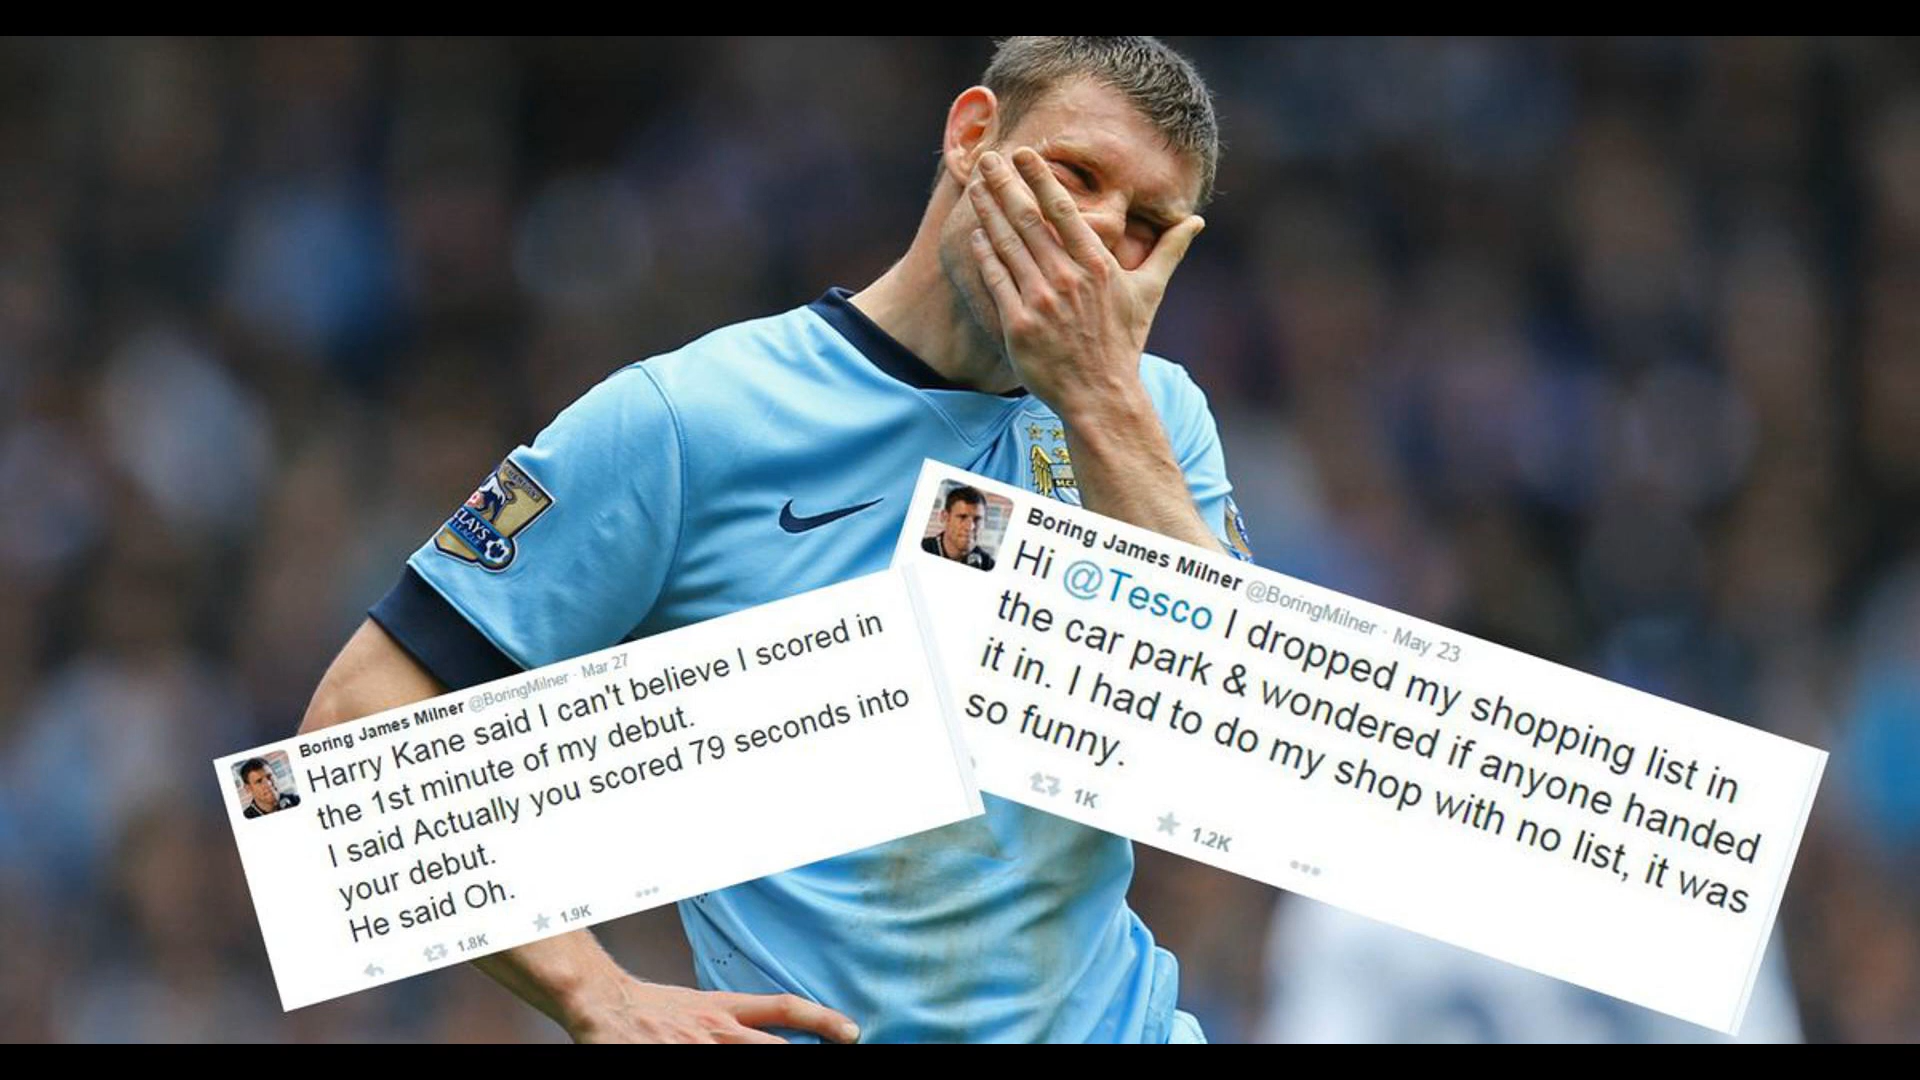 Boring James Milner @BoringMilner · Mar 27
Harry Kane said I can't believe I scored in
the 1st minute of my debut.
I said Actually you scored 79 seconds into
your debut.
He said Oh.
1.8K 1.9K
Boring James Milner @BoringMilner · May 23
Hi @Tesco I dropped my shopping list in
the car park & wondered if anyone handed
it in. I had to do my shop with no list, it was
so funny.
1K 1.2K